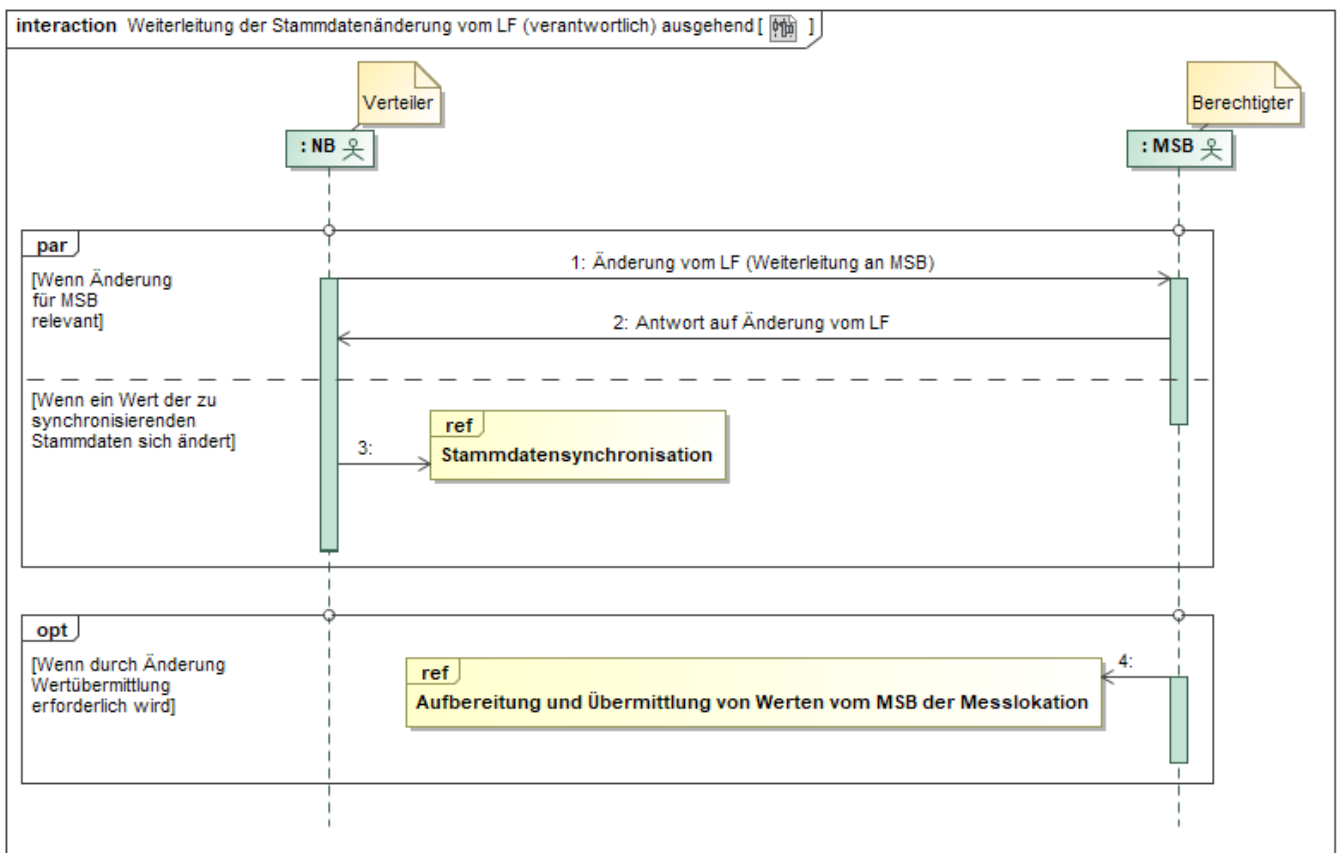 interaction Weiterleitung der Stammdatenänderung vom LF (verantwortlich) ausgehend [ ]
Verteiler
Berechtigter
: NB
: MSB
par
[Wenn Änderung
für MSB
relevant]
1: Änderung vom LF (Weiterleitung an MSB)
2: Antwort auf Änderung vom LF
[Wenn ein Wert der zu
synchronisierenden
Stammdaten sich ändert]
3:
ref
Stammdatensynchronisation
opt
[Wenn durch Änderung
Wertübermittlung
erforderlich wird]
4:
ref
Aufbereitung und Übermittlung von Werten vom MSB der Messlokation